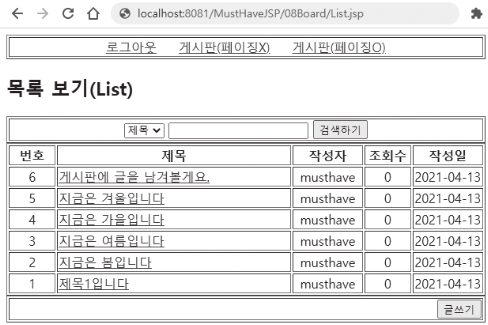 localhost:8081/MustHaveJSP/08Board/List.jsp
로그아웃 게시판(페이징X) 게시판(페이징O)
목록 보기(List)
제목 검색하기
번호 제목 작성자 조회수 작성일
6 게시판에 글을 남겨볼게요. musthave 0 2021-04-13
5 지금은 겨울입니다 musthave 0 2021-04-13
4 지금은 가을입니다 musthave 0 2021-04-13
3 지금은 여름입니다 musthave 0 2021-04-13
2 지금은 봄입니다 musthave 0 2021-04-13
1 제목1입니다 musthave 0 2021-04-13
글쓰기